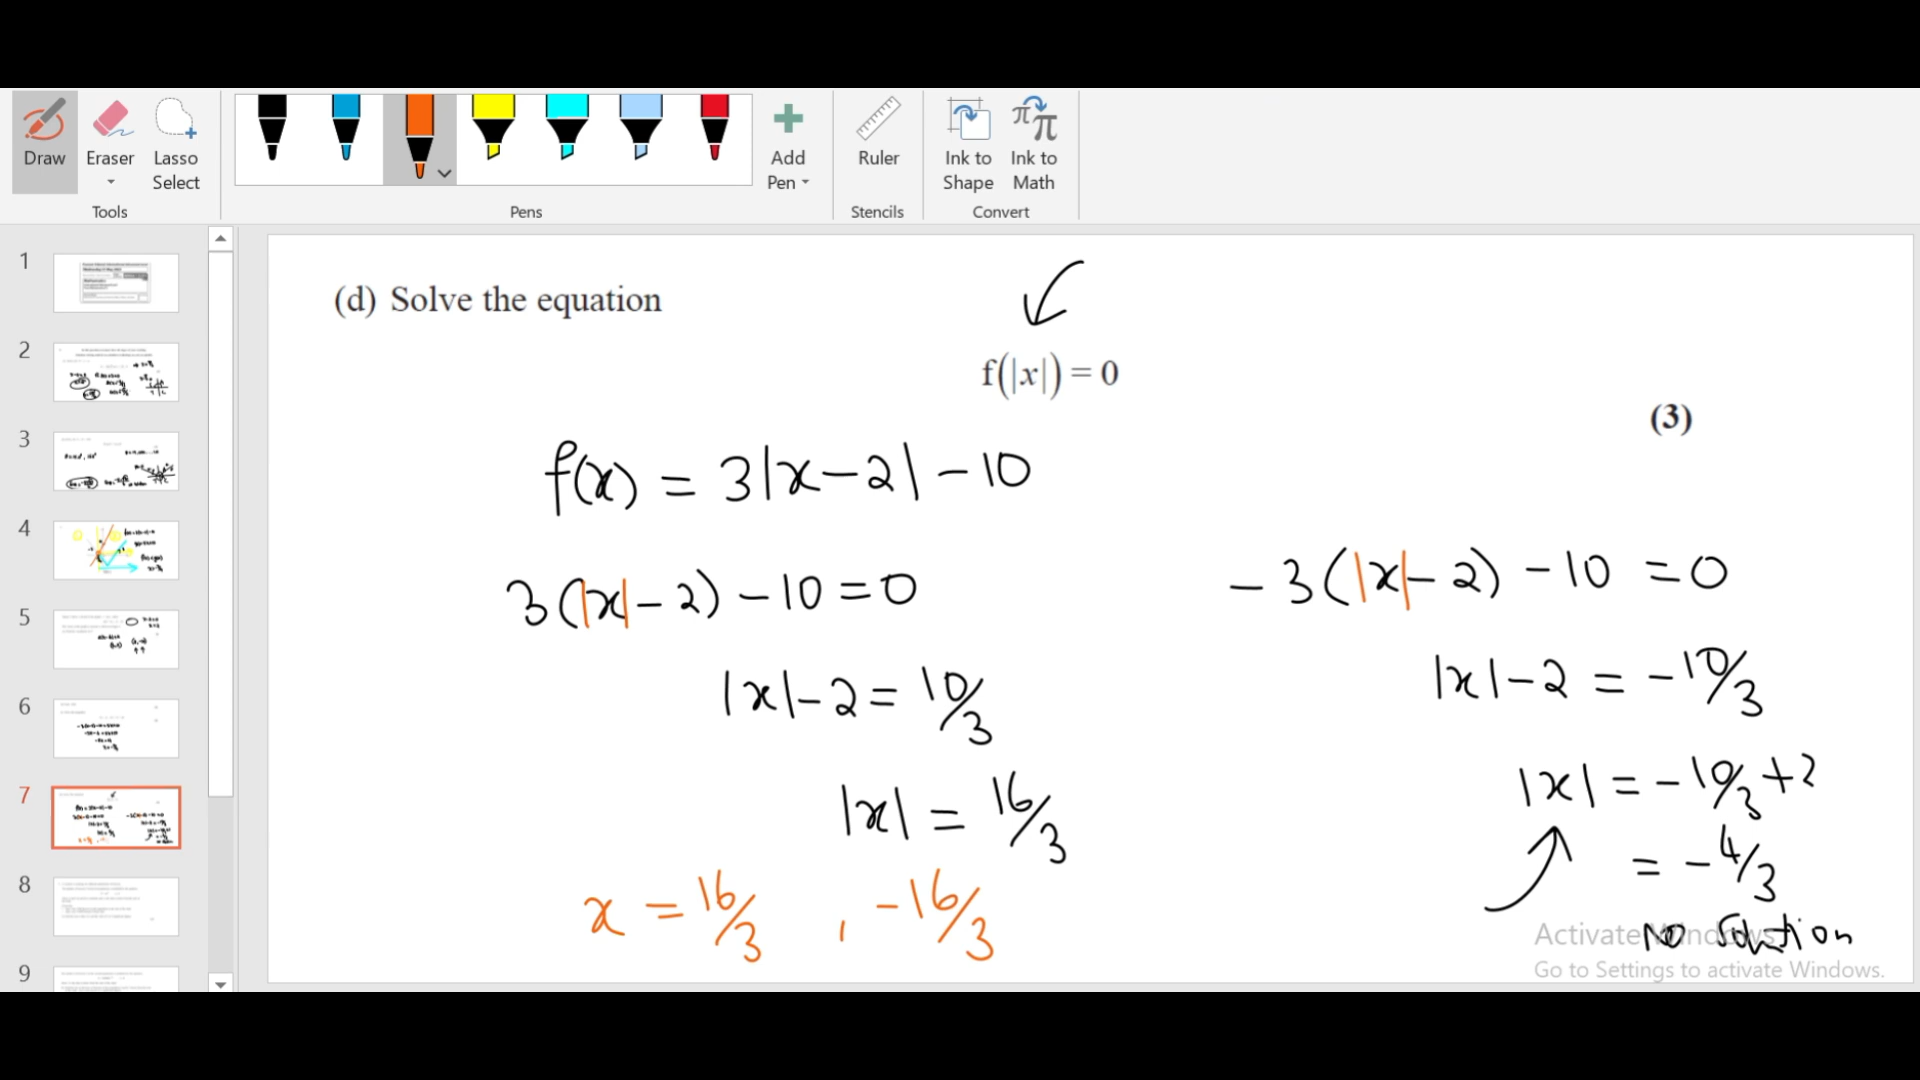 Draw
Eraser
Lasso
Select
Tools
Pens
Add
Pen
Ruler
Stencils
Ink to
Shape
Ink to
Math
Convert
1
2
3
4
5
6
7
8
9
(d) Solve the equation
f(|x|) = 0
(3)
f(x) = 3|x-2| - 10
3(|x| - 2) - 10 = 0
|x| - 2 = 10/3
|x| = 16/3
x = 16/3 , -16/3
-3(|x| - 2) - 10 = 0
|x| - 2 = -10/3
|x| = -10/3 + 2
= -4/3
NO Solution
Activate Windows
Go to Settings to activate Windows.